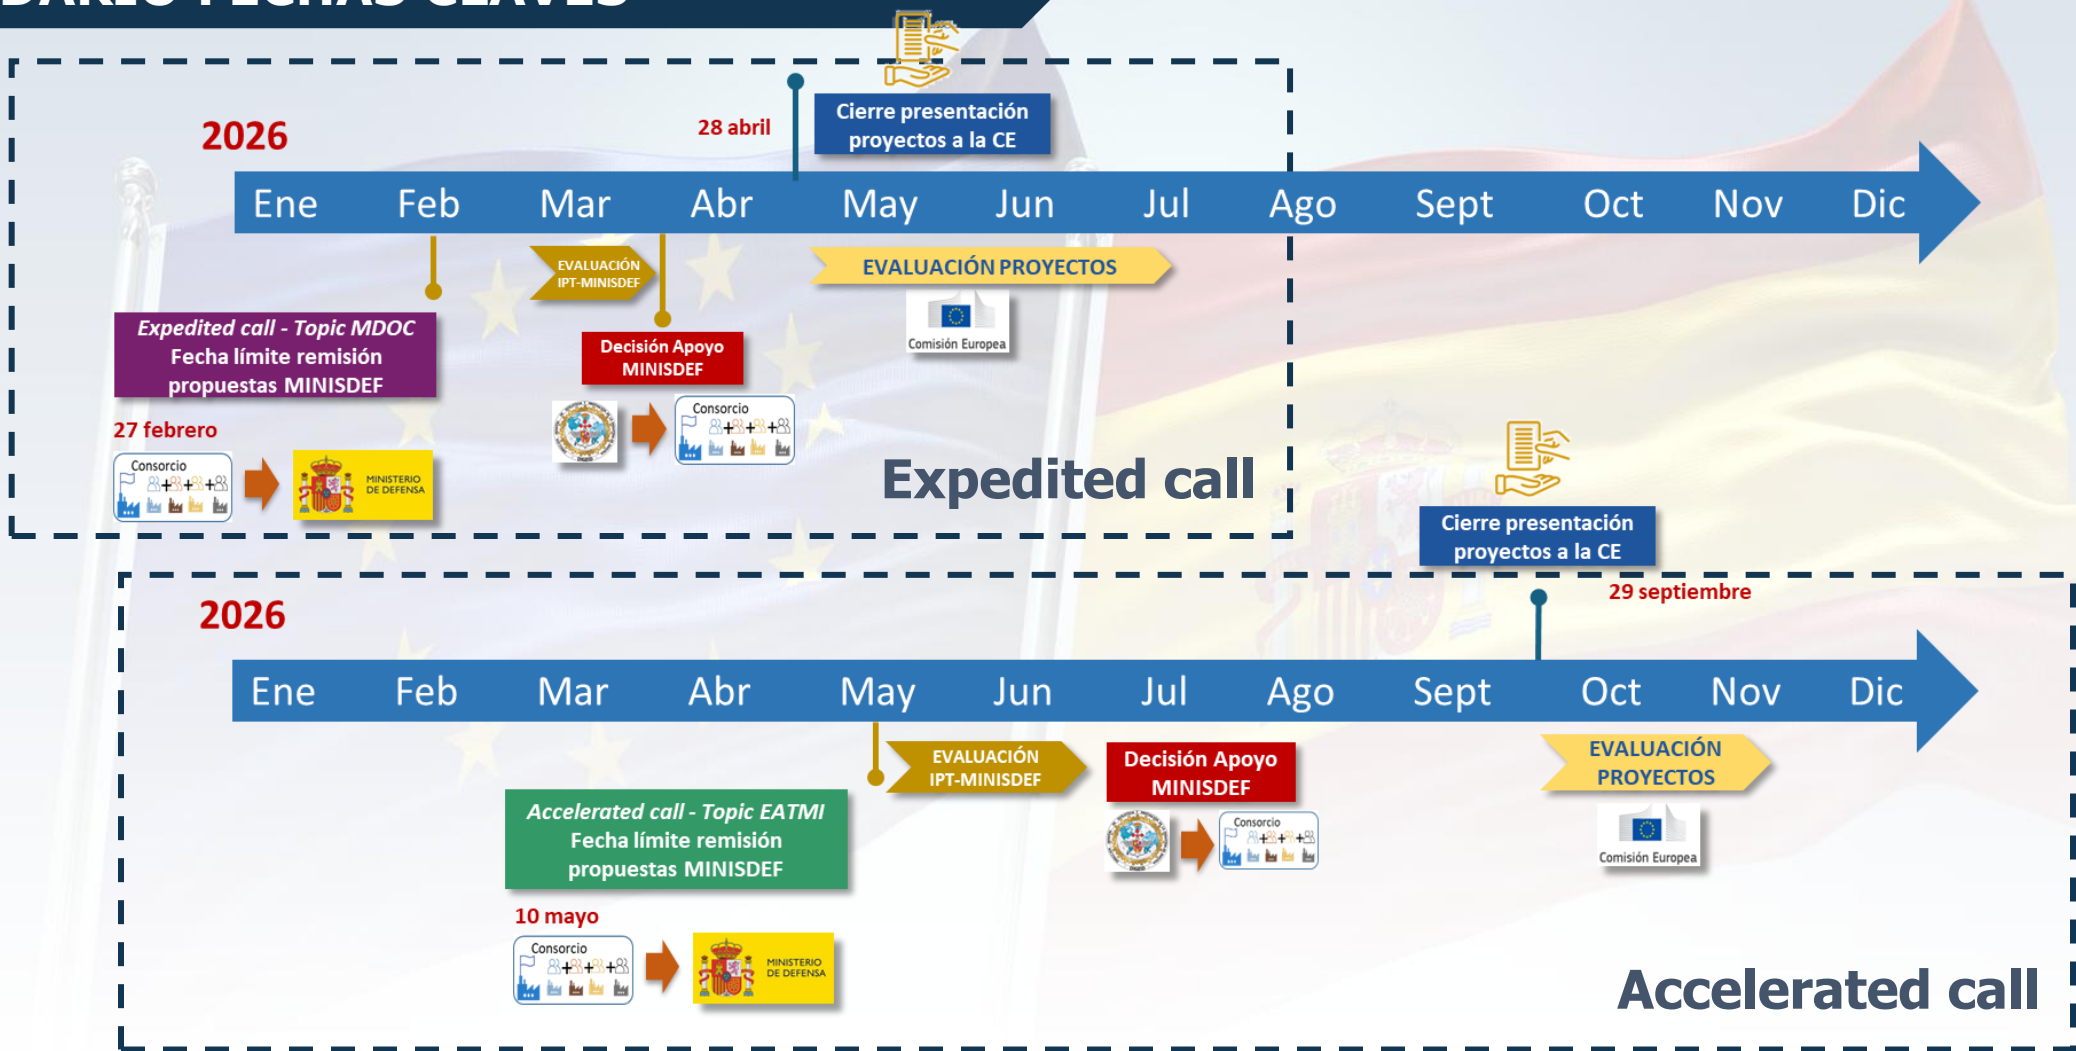 FECHAS CLAVES
2026
28 abril
Cierre presentación
proyectos a la CE
Ene Feb Mar Abr May Jun Jul Ago Sept Oct Nov Dic
EVALUACIÓN
IPT-MINISDEF
EVALUACIÓN PROYECTOS
Comisión Europea
Expedited call - Topic MDOC
Fecha límite remisión
propuestas MINISDEF
Decisión Apoyo
MINISDEF
Consorcio
27 febrero
Consorcio
MINISTERIO
DE DEFENSA
Expedited call
Cierre presentación
proyectos a la CE
29 septiembre
2026
Ene Feb Mar Abr May Jun Jul Ago Sept Oct Nov Dic
EVALUACIÓN
IPT-MINISDEF
Decisión Apoyo
MINISDEF
Consorcio
EVALUACIÓN
PROYECTOS
Comisión Europea
Accelerated call - Topic EATMI
Fecha límite remisión
propuestas MINISDEF
10 mayo
Consorcio
MINISTERIO
DE DEFENSA
Accelerated call